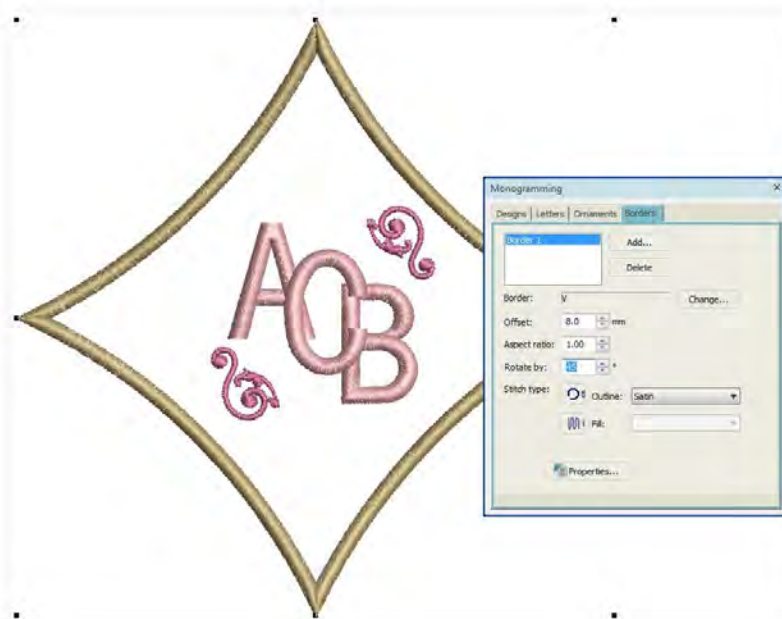 AOB
Monogramming
Designs Letters Ornaments Borders
Border 1
Add...
Delete
Border: V Change...
Offset: 8.0 mm
Aspect ratio: 1.00
Rotate by: 45 °
Stitch type: Outline: Satin
Fill:
Properties...